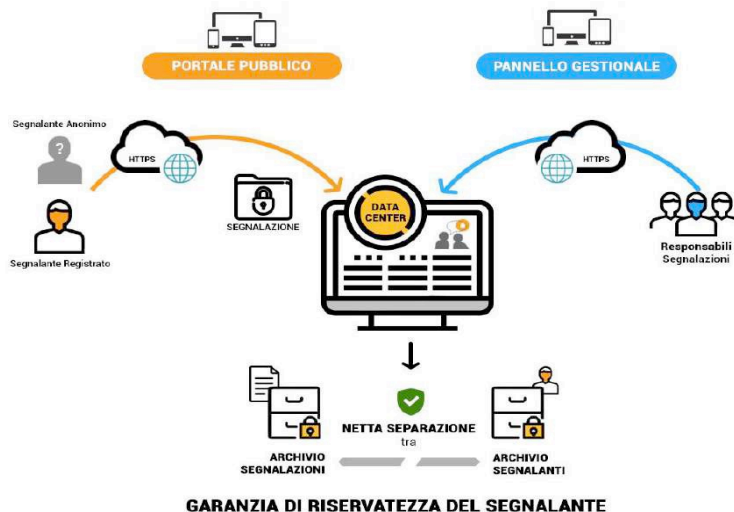 PORTALE PUBBLICO
PANNELLO GESTIONALE
Segnalante Anonimo
?
HTTPS
HTTPS
SEGNALAZIONE
DATA
CENTER
Segnalante Registrato
Responsabili
Segnalazioni
NETTA SEPARAZIONE
tra
ARCHIVIO
SEGNALAZIONI
ARCHIVIO
SEGNALANTI
GARANZIA DI RISERVATEZZA DEL SEGNALANTE